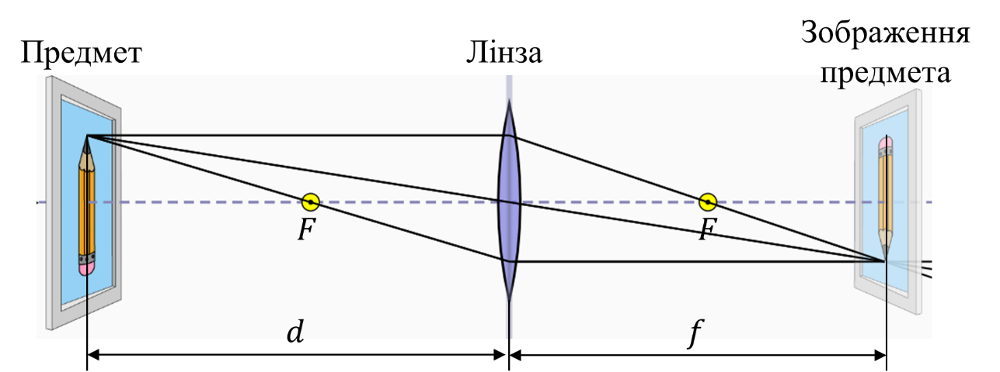 Предмет
Лінза
Зображення
предмета
F
F
d
f